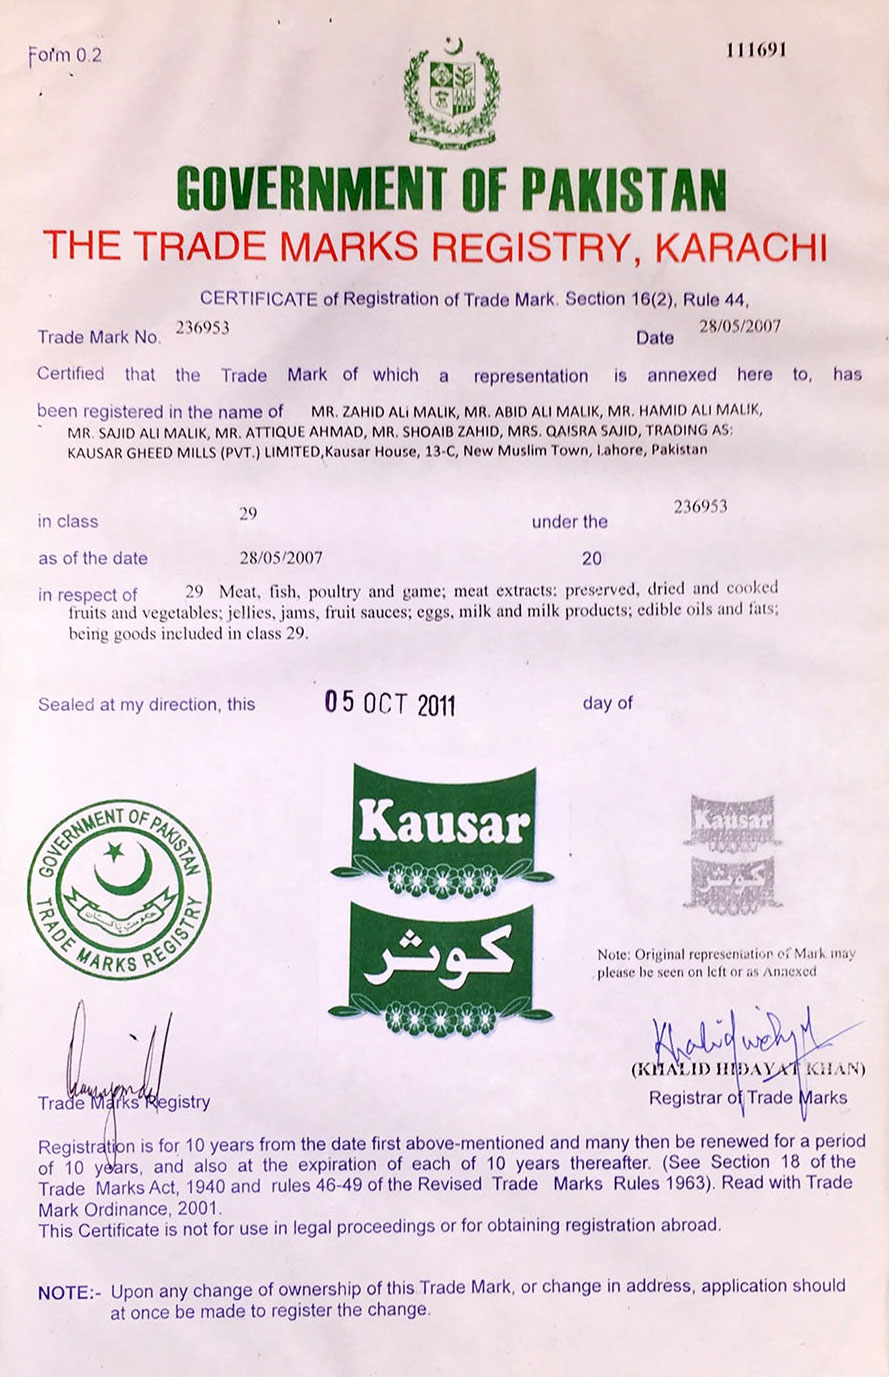 Form 0.2
111691
GOVERNMENT OF PAKISTAN
THE TRADE MARKS REGISTRY, KARACHI
CERTIFICATE of Registration of Trade Mark. Section 16(2), Rule 44,
Trade Mark No. 236953 Date 28/05/2007
Certified that the Trade Mark of which a representation is annexed here to, has
been registered in the name of MR. ZAHID ALi MALIK, MR. ABID ALI MALIK, MR. HAMID ALI MALIK,
MR. SAJID ALI MALIK, MR. ATTIQUE AHMAD, MR. SHOAIB ZAHID, MRS. QAISRA SAJID, TRADING AS:
KAUSAR GHEED MILLS (PVT.) LIMITED,Kausar House, 13-C, New Muslim Town, Lahore, Pakistan
in class 29 under the 236953
as of the date 28/05/2007 20
in respect of 29 Meat, fish, poultry and game; meat extracts; preserved, dried and cooked
fruits and vegetables; jellies, jams, fruit sauces; eggs, milk and milk products; edible oils and fats;
being goods included in class 29.
Sealed at my direction, this 05 OCT 2011 day of
GOVERNMENT OF PAKISTAN
حکومت پاکستان
TRADE MARKS REGISTRY
Kausar
کوثر
Kausar
کوثر
Note: Original representation of Mark may
please be seen on left or as Annexed
(KHALID HIDAYAT KHAN)
Trade Marks Registry
Registrar of Trade Marks
Registration is for 10 years from the date first above-mentioned and many then be renewed for a period
of 10 years, and also at the expiration of each of 10 years thereafter. (See Section 18 of the
Trade Marks Act, 1940 and rules 46-49 of the Revised Trade Marks Rules 1963). Read with Trade
Mark Ordinance, 2001.
This Certificate is not for use in legal proceedings or for obtaining registration abroad.
NOTE:- Upon any change of ownership of this Trade Mark, or change in address, application should
at once be made to register the change.